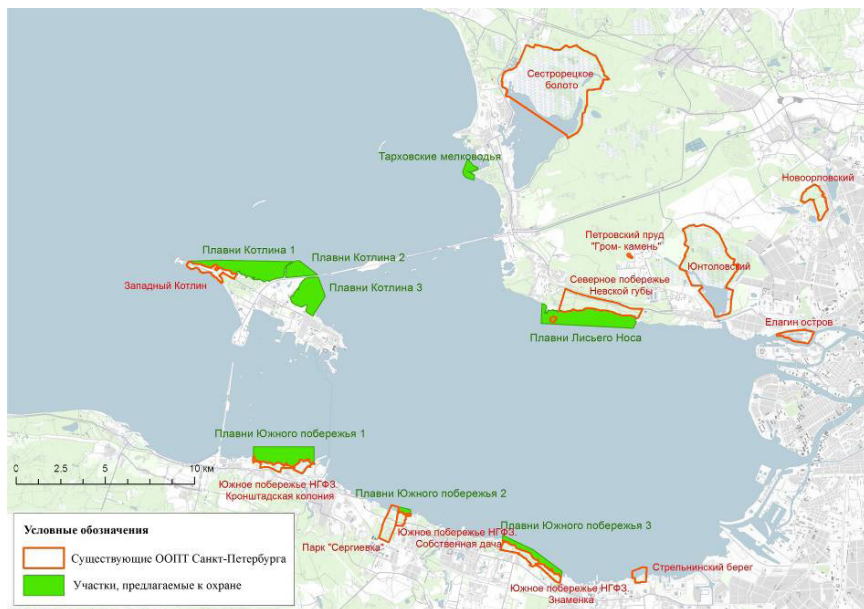 Сестрорецкое
болото
Тарховские мелководья
Новоорловский
Петровский пруд
"Гром- камень"
Юнтоловский
Плавни Котлина 1
Плавни Котлина 2
Западный Котлин
Плавни Котлина 3
Северное побережье
Невской губы
Елагин остров
Плавни Лисьего Носа
Плавни Южного побережья 1
0 2.5 5 10 км
Южное побережье НГФЗ.
Кронштадская колония
Плавни Южного побережья 2
Плавни Южного побережья 3
Южное побережье НГФЗ.
Собственная дача
Парк "Сергиевка"
Стрельнинский берег
Южное побережье НГФЗ.
Знаменка
Условные обозначения
Существующие ООПТ Санкт-Петербурга
Участки, предлагаемые к охране